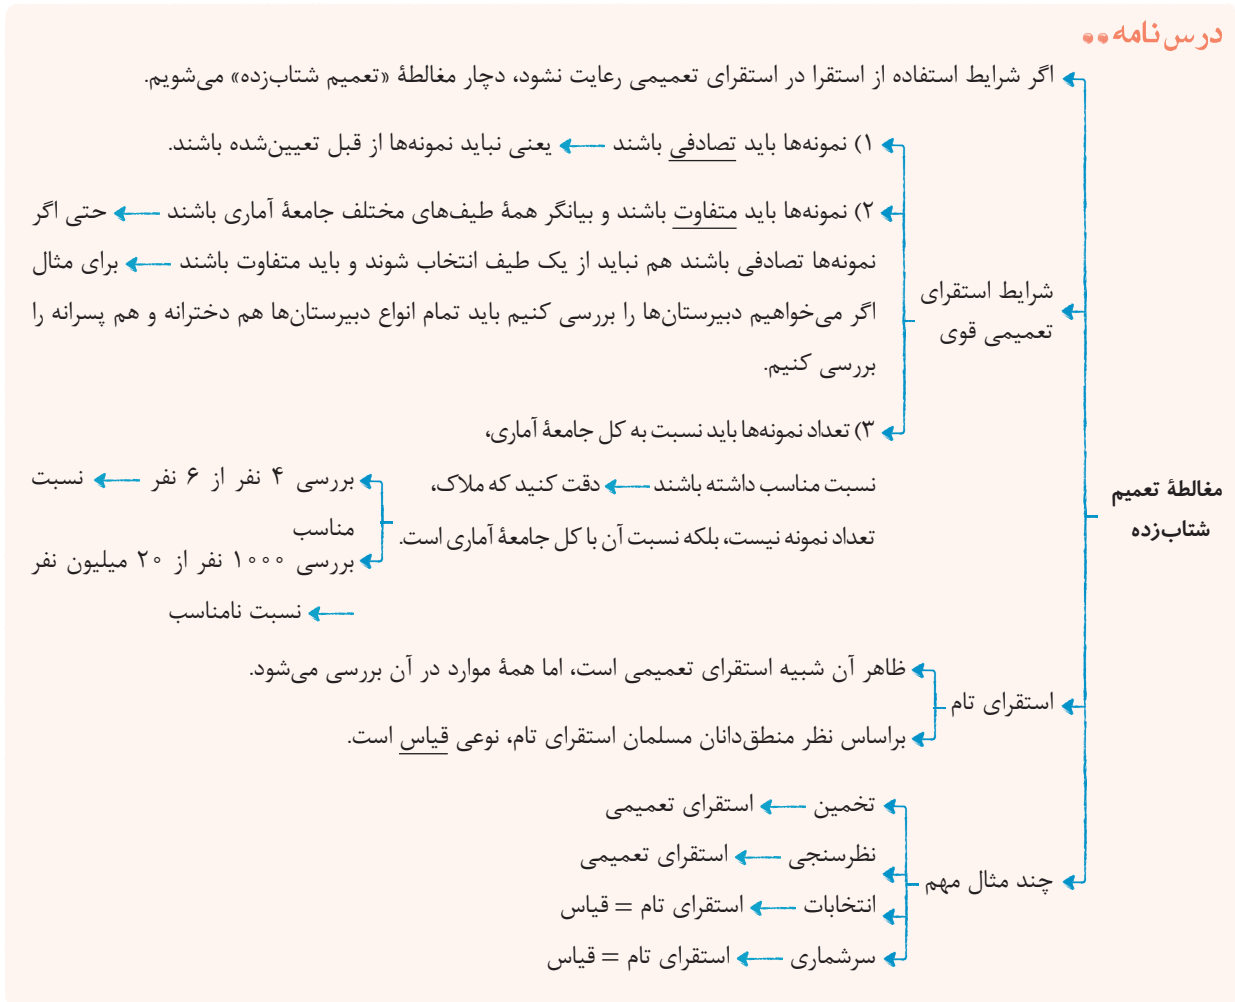 درس‌نامه
اگر شرایط استفاده از استقرا در استقرای تعمیمی رعایت نشود، دچار مغالطهٔ «تعمیم شتاب‌زده» می‌شویم.
۱) نمونه‌ها باید تصادفی باشند ← یعنی نباید نمونه‌ها از قبل تعیین‌شده باشند.
۲) نمونه‌ها باید متفاوت باشند و بیانگر همهٔ طیف‌های مختلف جامعهٔ آماری باشند ← حتی اگر
نمونه‌ها تصادفی باشند هم نباید از یک طیف انتخاب شوند و باید متفاوت باشند ← برای مثال
اگر می‌خواهیم دبیرستان‌ها را بررسی کنیم باید تمام انواع دبیرستان‌ها هم دخترانه و هم پسرانه را
بررسی کنیم.
شرایط استقرای
تعمیمی قوی
۳) تعداد نمونه‌ها باید نسبت به کل جامعهٔ آماری،
نسبت مناسب داشته باشند ← دقت کنید که ملاک،
تعداد نمونه نیست، بلکه نسبت آن با کل جامعهٔ آماری است.
بررسی ۴ نفر از ۶ نفر ← نسبت
مناسب
بررسی ۱۰۰۰ نفر از ۲۰ میلیون نفر
← نسبت نامناسب
مغالطهٔ تعمیم
شتاب‌زده
ظاهر آن شبیه استقرای تعمیمی است، اما همهٔ موارد در آن بررسی می‌شود.
استقرای تام
براساس نظر منطق‌دانان مسلمان استقرای تام، نوعی قیاس است.
تخمین ← استقرای تعمیمی
نظرسنجی ← استقرای تعمیمی
چند مثال مهم
انتخابات ← استقرای تام = قیاس
سرشماری ← استقرای تام = قیاس